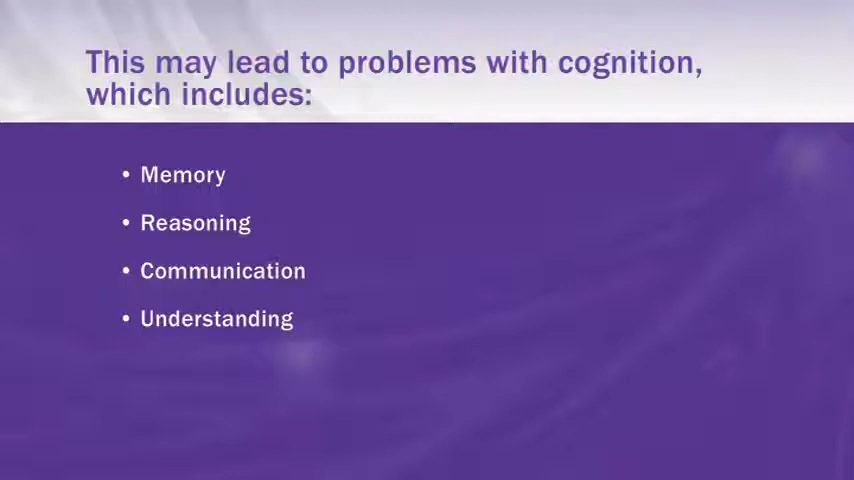 This may lead to problems with cognition,
which includes:
• Memory
• Reasoning
• Communication
• Understanding